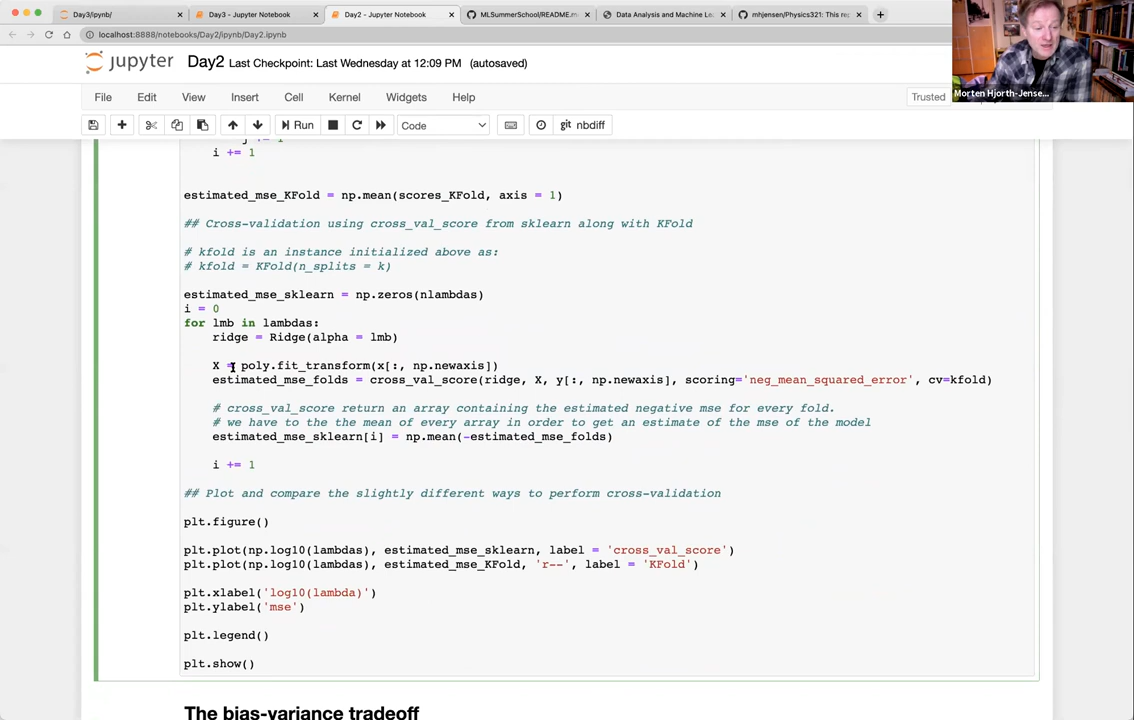 Day3/ipynb/
Day3 - Jupyter Notebook
Day2 - Jupyter Notebook
MLSummerSchool/README.m
Data Analysis and Machine Le
mhjensen/Physics321: This re
localhost:8888/notebooks/Day2/ipynb/Day2.ipynb
Morten Hjorth-Jense...
jupyter Day2 Last Checkpoint: Last Wednesday at 12:09 PM (autosaved)
File Edit View Insert Cell Kernel Widgets Help Trusted
Run Code git nbdiff
i += 1
estimated_mse_KFold = np.mean(scores_KFold, axis = 1)
## Cross-validation using cross_val_score from sklearn along with KFold
# kfold is an instance initialized above as:
# kfold = KFold(n_splits = k)
estimated_mse_sklearn = np.zeros(nlambdas)
i = 0
for lmb in lambdas:
ridge = Ridge(alpha = lmb)
X = poly.fit_transform(x[:, np.newaxis])
estimated_mse_folds = cross_val_score(ridge, X, y[:, np.newaxis], scoring='neg_mean_squared_error', cv=kfold)
# cross_val_score return an array containing the estimated negative mse for every fold.
# we have to the the mean of every array in order to get an estimate of the mse of the model
estimated_mse_sklearn[i] = np.mean(-estimated_mse_folds)
i += 1
## Plot and compare the slightly different ways to perform cross-validation
plt.figure()
plt.plot(np.log10(lambdas), estimated_mse_sklearn, label = 'cross_val_score')
plt.plot(np.log10(lambdas), estimated_mse_KFold, 'r--', label = 'KFold')
plt.xlabel('log10(lambda)')
plt.ylabel('mse')
plt.legend()
plt.show()
The bias-variance tradeoff